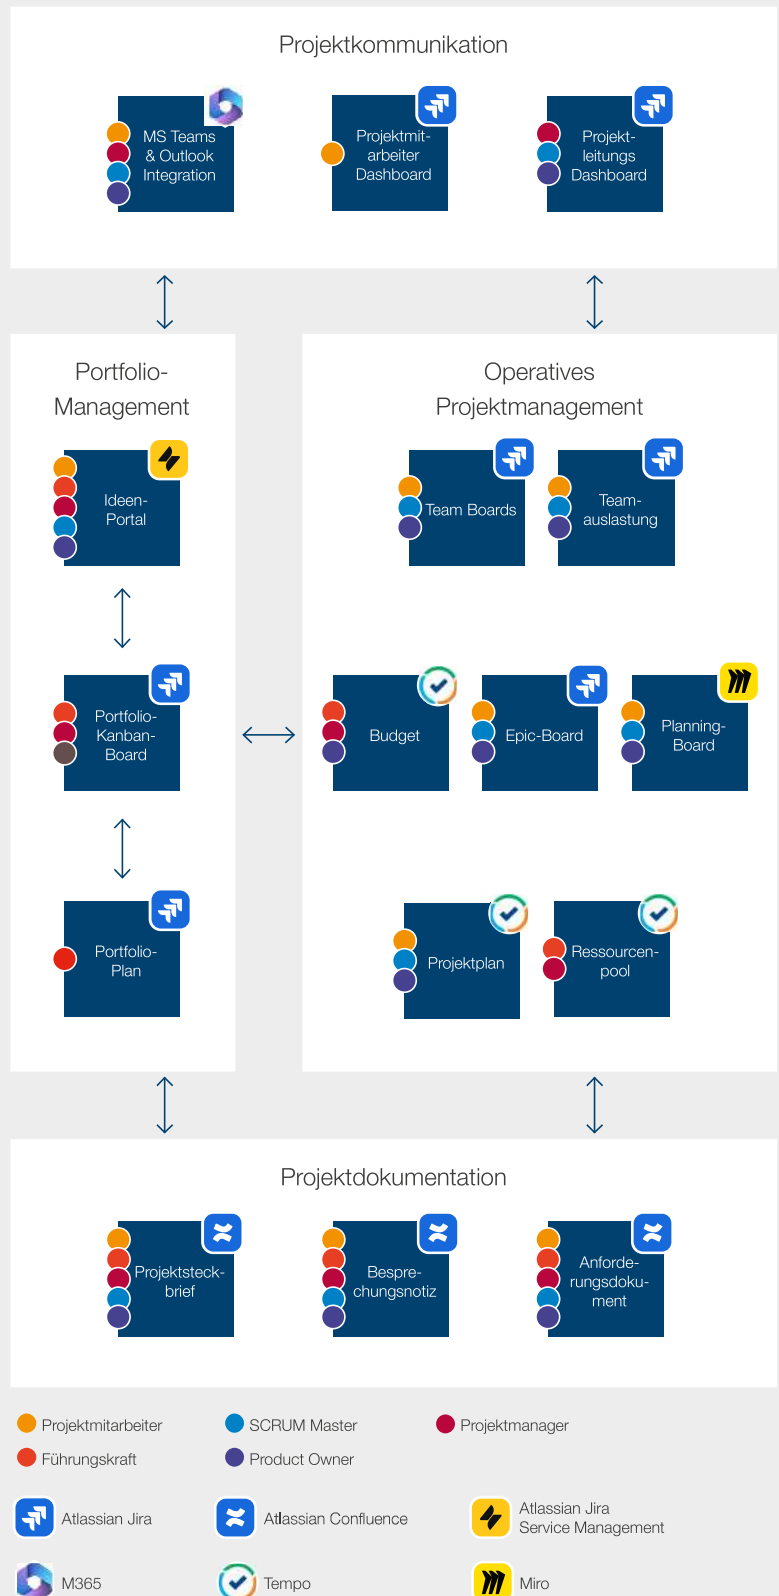 Projektkommunikation
MS Teams
& Outlook
Integration
Projektmit-
arbeiter
Dashboard
Projekt-
leitungs
Dashboard
Portfolio-
Management
Ideen-
Portal
Portfolio-
Kanban-
Board
Portfolio-
Plan
Operatives
Projektmanagement
Team Boards
Team-
auslastung
Budget
Epic-Board
Planning-
Board
Projektplan
Ressourcen-
pool
Projektdokumentation
Projektsteck-
brief
Bespre-
chungsnotiz
Anforde-
rungsdoku-
ment
Projektmitarbeiter
SCRUM Master
Projektmanager
Führungskraft
Product Owner
Atlassian Jira
Atlassian Confluence
Atlassian Jira
Service Management
M365
Tempo
Miro